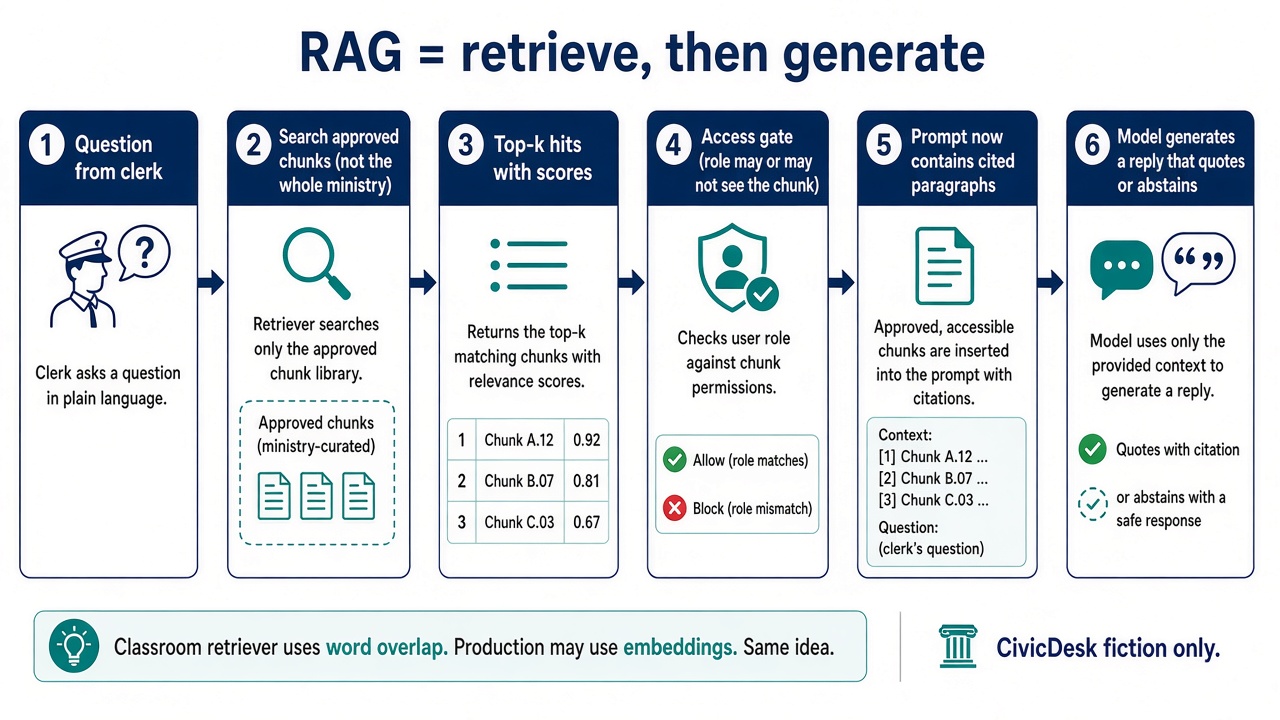 RAG = retrieve, then generate
1
Question
from clerk
?
Clerk asks a question
in plain language.
2
Search approved
chunks (not the
whole ministry)
Retriever searches
only the approved
chunk library.
Approved chunks
(ministry-curated)
3
Top-k hits
with scores
Returns the top-k
matching chunks with
relevance scores.
1 Chunk A.12 0.92
2 Chunk B.07 0.81
3 Chunk C.03 0.67
4
Access gate
(role may or may
not see the chunk)
Checks user role
against chunk
permissions.
Allow (role matches)
Block (role mismatch)
5
Prompt now
contains cited
paragraphs
Approved, accessible
chunks are inserted
into the prompt with
citations.
Context:
[1] Chunk A.12 ...
[2] Chunk B.07 ...
[3] Chunk C.03 ...
Question:
(clerk's question)
6
Model generates
a reply that quotes
or abstains
“ ”
Model uses only the
provided context to
generate a reply.
Quotes with citation
or abstains with a
safe response
Classroom retriever uses word overlap. Production may use embeddings. Same idea.
CivicDesk fiction only.